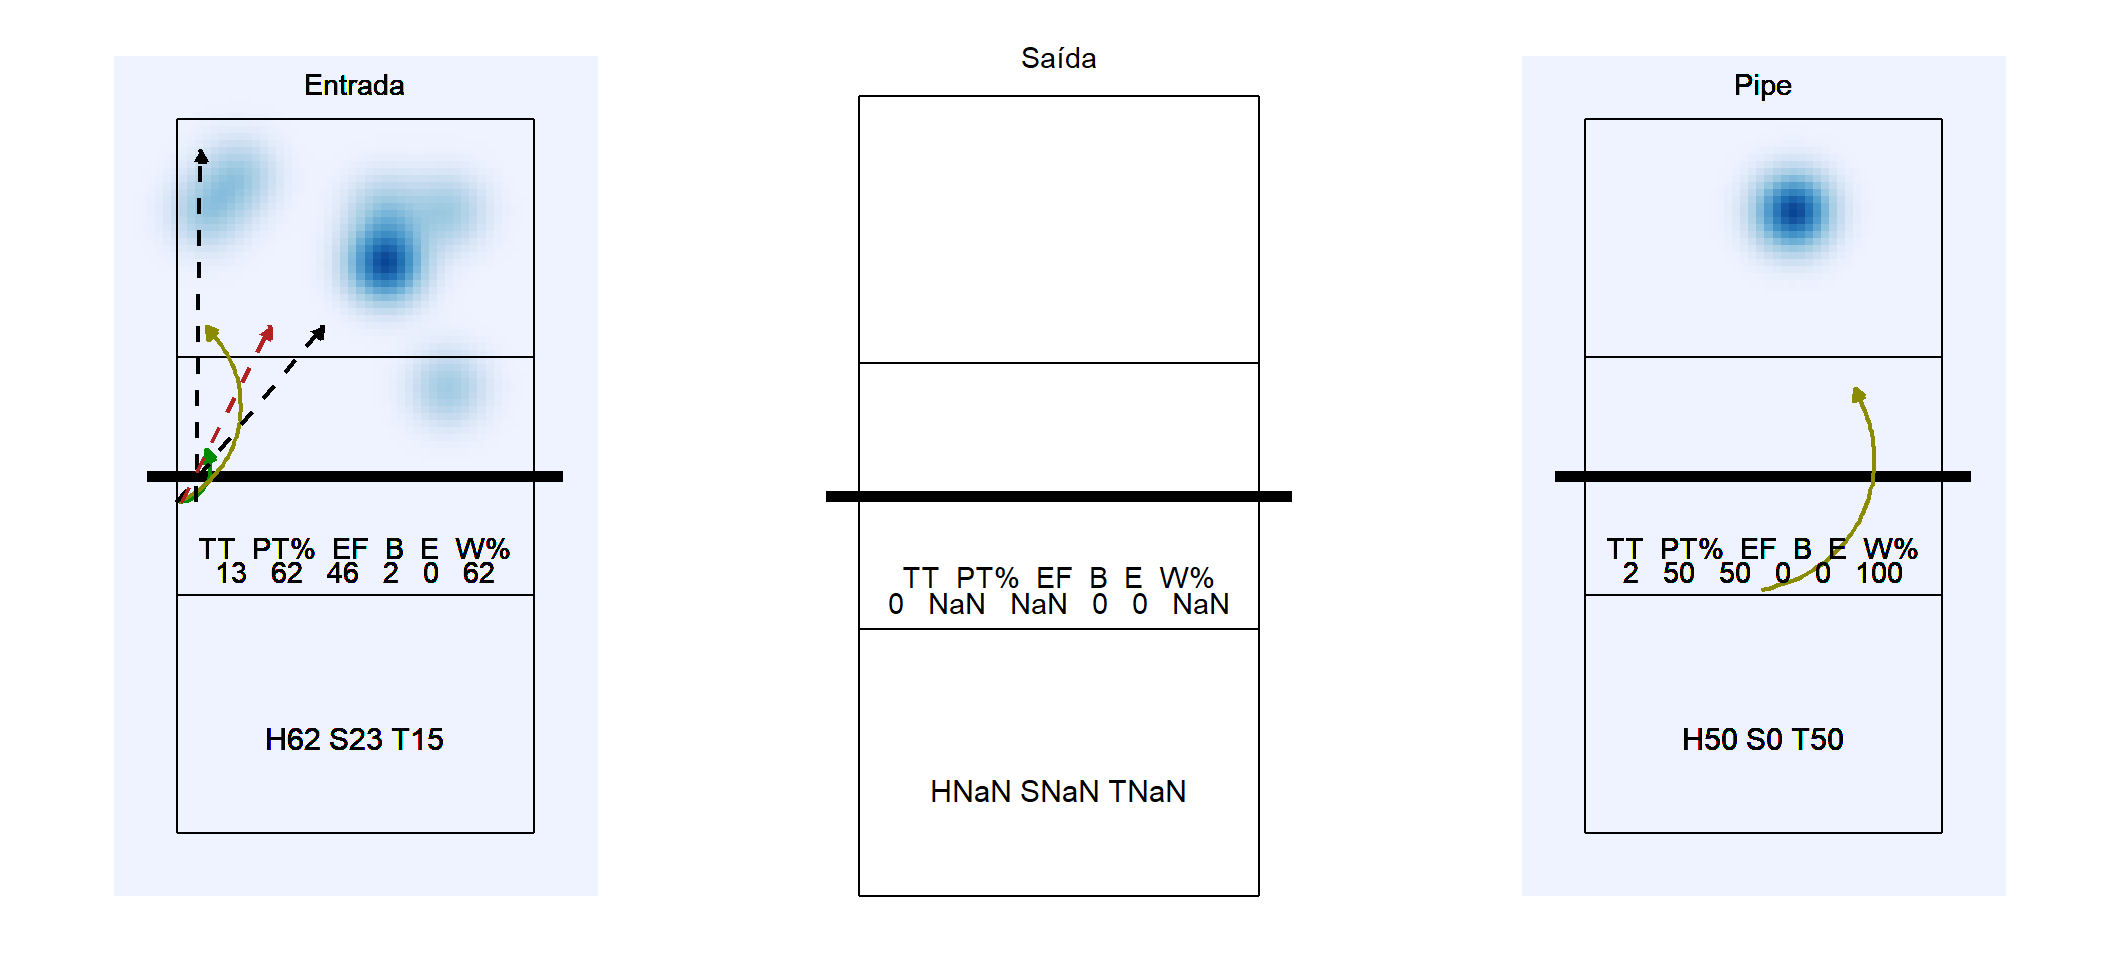 Entrada
TT PT% EF B E W%
13 62 46 2 0 62
H62 S23 T15
Saída
TT PT% EF B E W%
0 NaN NaN 0 0 NaN
HNaN SNaN TNaN
Pipe
TT PT% EF B E W%
2 50 50 0 0 100
H50 S0 T50